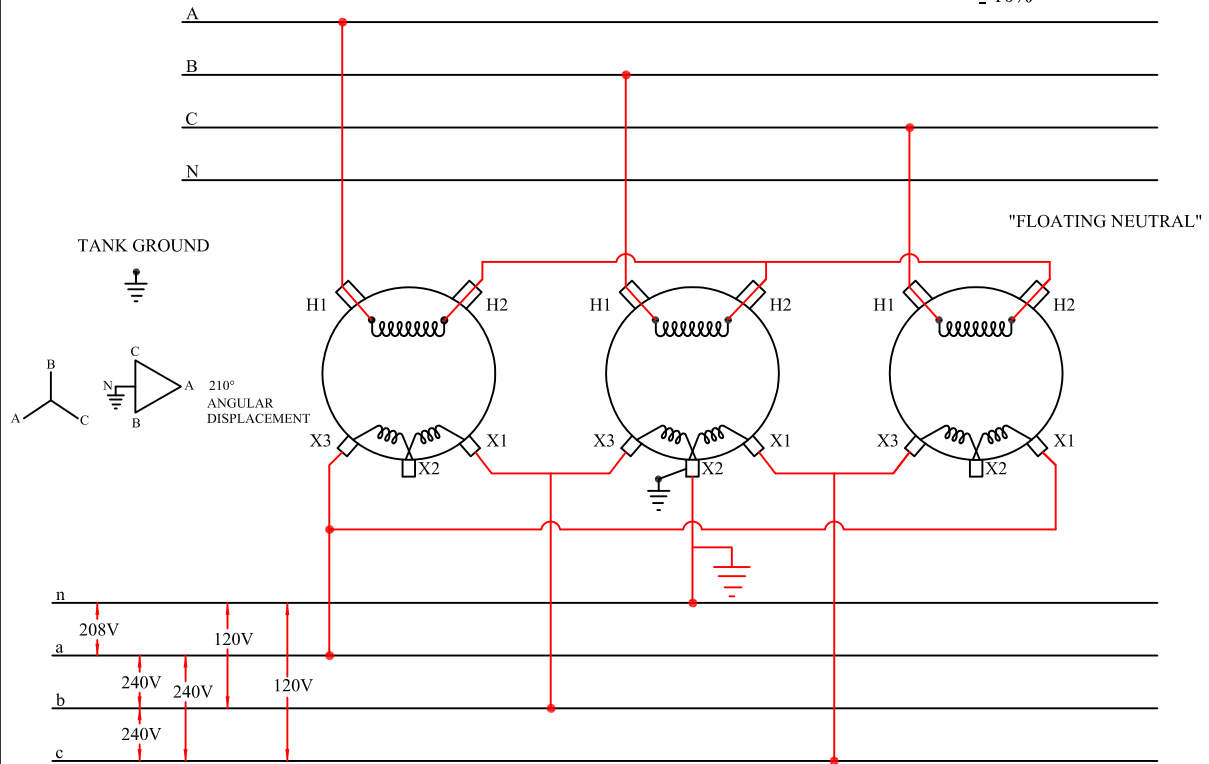 ± 10%
A
B
C
N
"FLOATING NEUTRAL"
TANK GROUND
H1 H2 H1 H2 H1 H2
B C
N A 210°
ANGULAR
A C B DISPLACEMENT
X3 X1 X3 X1 X3 X1
X2 X2 X2
n
208V 120V
a
240V 240V 120V
b
240V
c